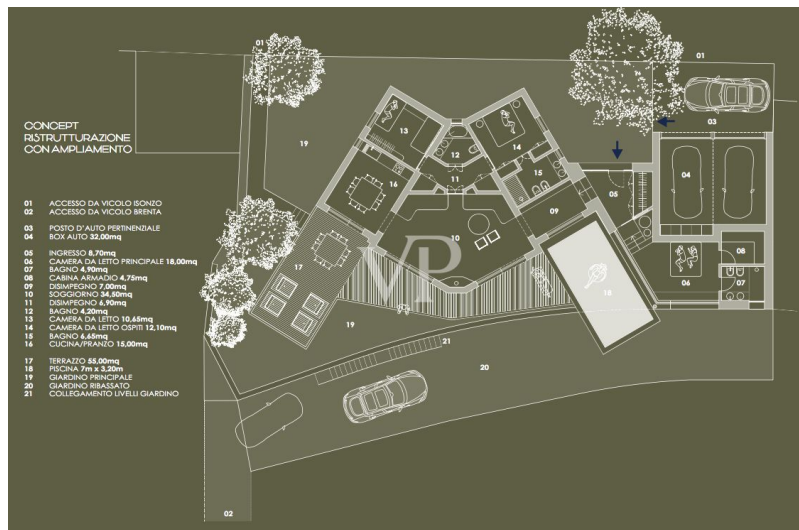 CONCEPT
RISTRUTTURAZIONE
CON AMPLIAMENTO
01 ACCESSO DA VICOLO ISONZO
02 ACCESSO DA VICOLO BRENTA
03 POSTO D'AUTO PERTINENZIALE
04 BOX AUTO 32,00mq
05 INGRESSO 8,70mq
06 CAMERA DA LETTO PRINCIPALE 18,00mq
07 BAGNO 4,90mq
08 CABINA ARMADIO 4,75mq
09 DISIMPEGNO 7,00mq
10 SOGGIORNO 34,50mq
11 DISIMPEGNO 6,90mq
12 BAGNO 4,20mq
13 CAMERA DA LETTO 10,65mq
14 CAMERA DA LETTO OSPITI 12,10mq
15 BAGNO 6,65mq
16 CUCINA/PRANZO 15,00mq
17 TERRAZZO 55,00mq
18 PISCINA 7m x 3,20m
19 GIARDINO PRINCIPALE
20 GIARDINO RIBASSATO
21 COLLEGAMENTO LIVELLI GIARDINO
01
01
03
13
12
14
19
04
15
11
16
05
09
10
08
VP
17
18
06
07
19
21
20
02